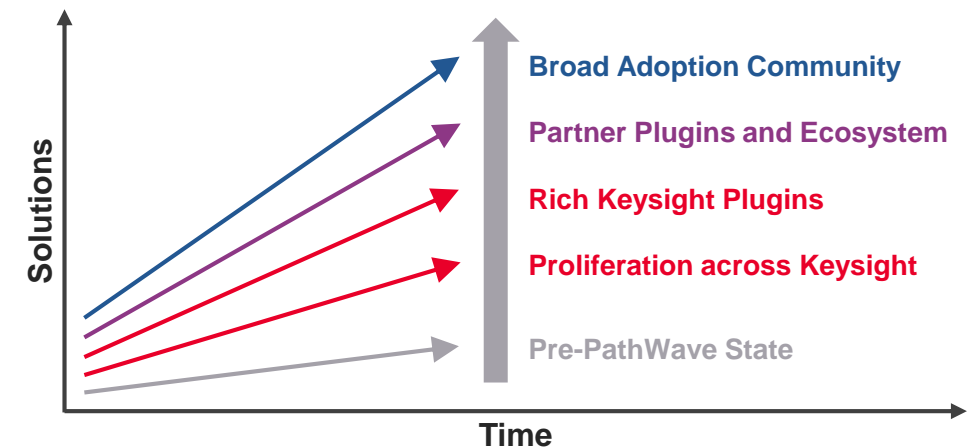 Broad Adoption Community
Partner Plugins and Ecosystem
Rich Keysight Plugins
Proliferation across Keysight
Pre-PathWave State
Solutions
Time